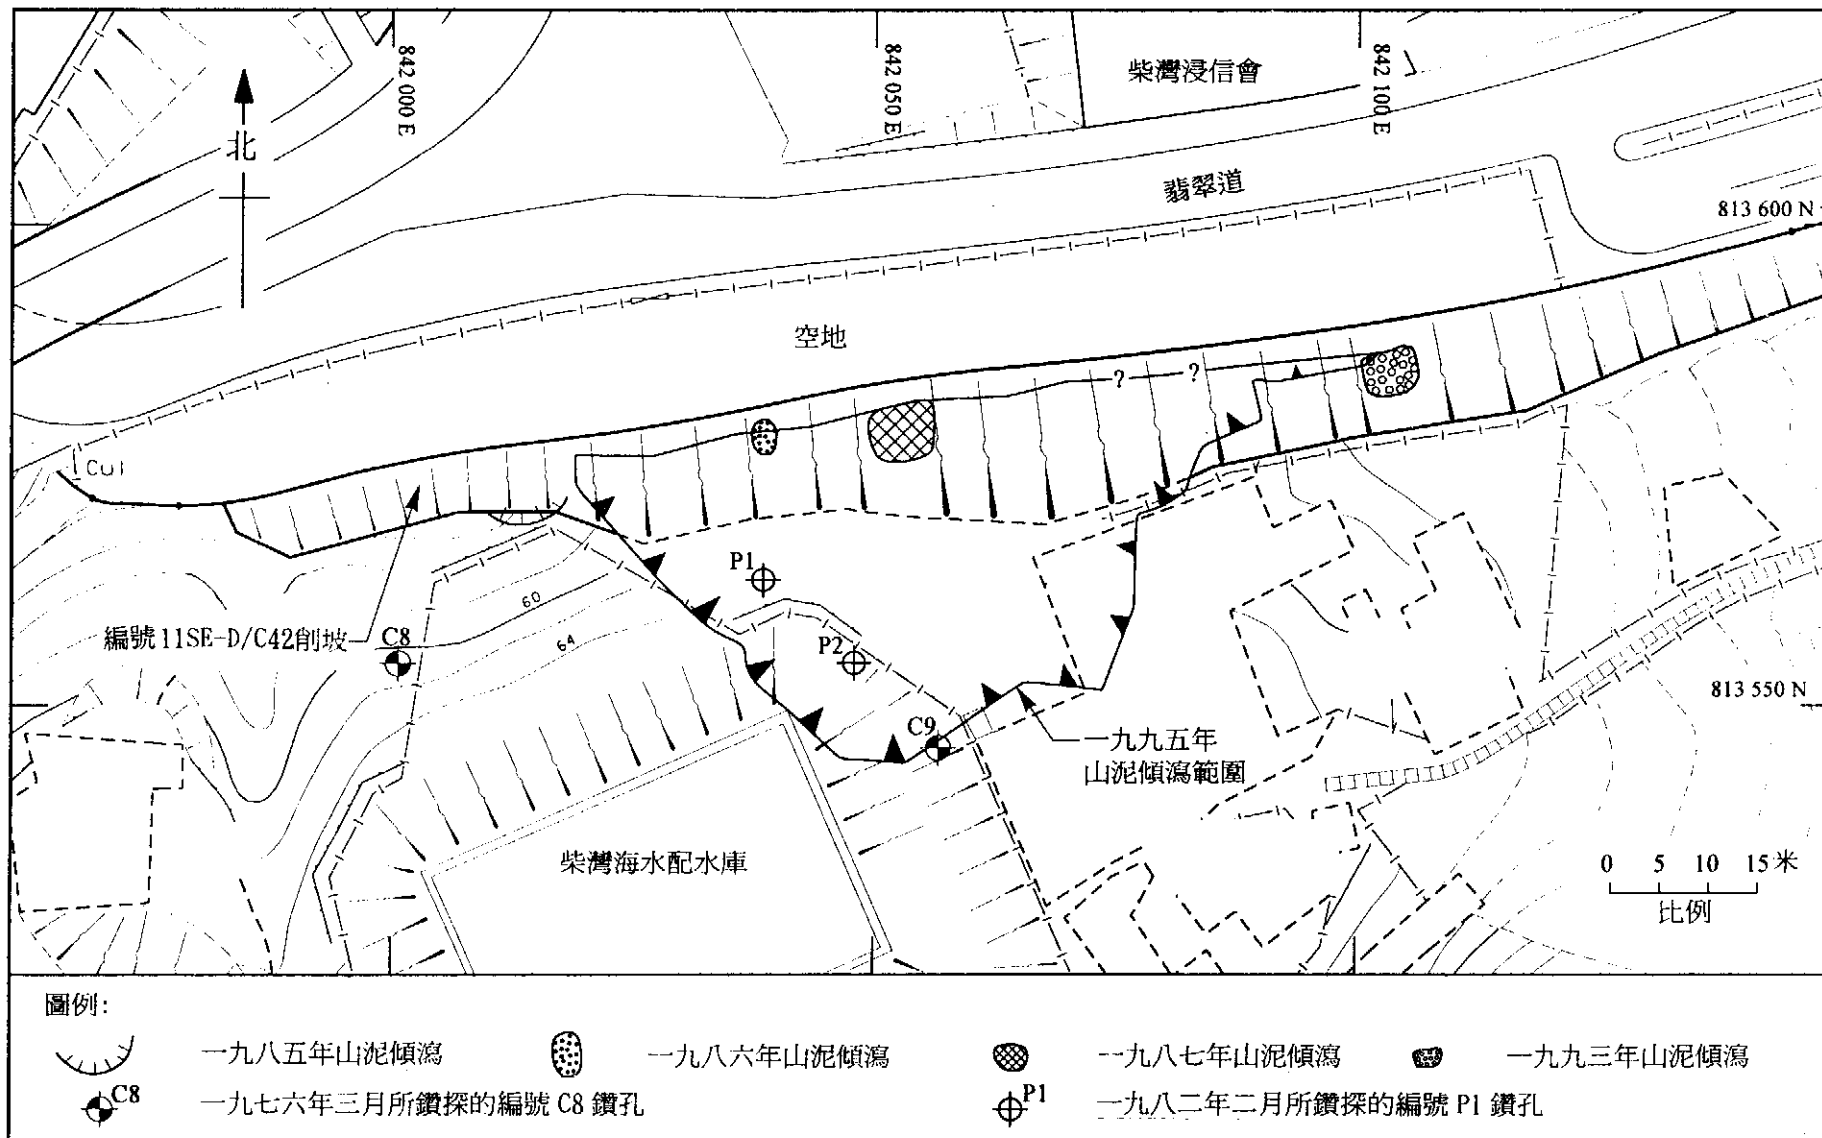 842 000 E
842 050 E
842 100 E
柴灣浸信會
北
翡翠道
813 600 N
空地
?
?
Cul
P1
60
編號11SE-D/C42削坡
C8
64
P2
813 550 N
C9
一九九五年
山泥傾瀉範圍
柴灣海水配水庫
0 5 10 15米
比例
圖例:
一九八五年山泥傾瀉
一九八六年山泥傾瀉
一九八七年山泥傾瀉
一九九三年山泥傾瀉
C8
一九七六年三月所鑽探的編號 C8 鑽孔
P1
一九八二年二月所鑽探的編號 P1 鑽孔